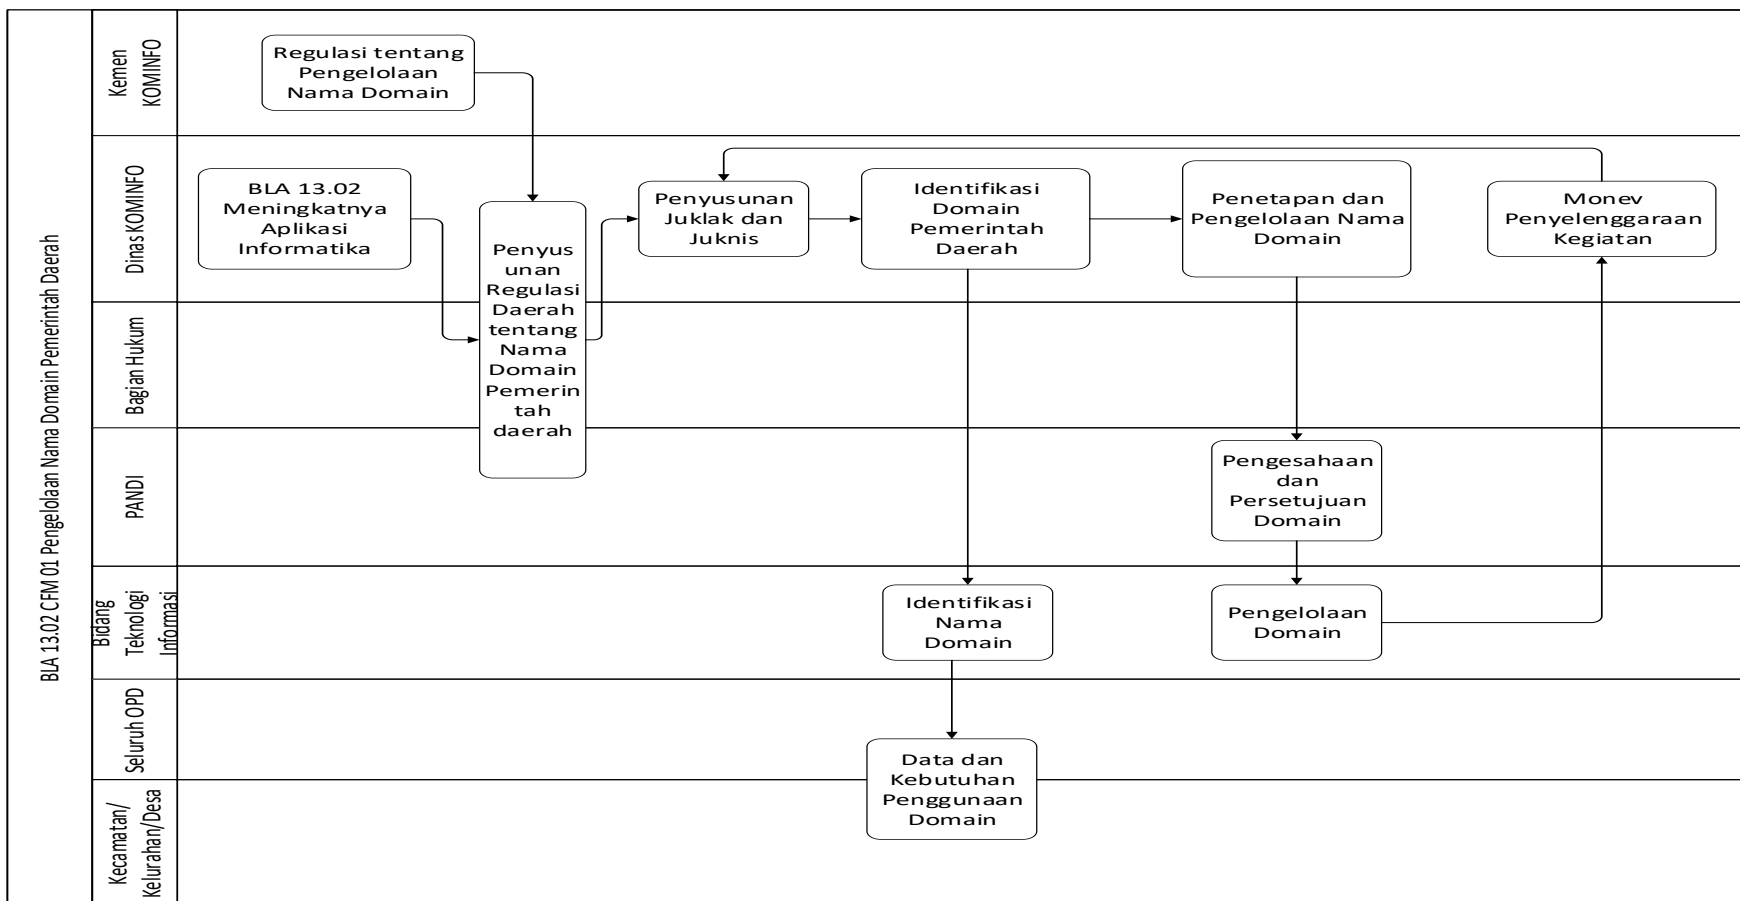 BLA 13.02 CFM 01 Pengelolaan Nama Domain Pemerintah Daerah
Kemen
KOMINFO
Regulasi tentang
Pengelolaan
Nama Domain
Dinas KOMINFO
BLA 13.02
Meningkatnya
Aplikasi
Informatika
Penyus
unan
Regulasi
Daerah
tentang
Nama
Domain
Pemerin
tah
daerah
Penyusunan
Juklak dan
Juknis
Identifikasi
Domain
Pemerintah
Daerah
Penetapan dan
Pengelolaan Nama
Domain
Monev
Penyelenggaraan
Kegiatan
Bagian Hukum
PANDI
Pengesahaan
dan
Persetujuan
Domain
Bidang
Teknologi
Informasi
Identifikasi
Nama
Domain
Pengelolaan
Domain
Seluruh OPD
Data dan
Kebutuhan
Penggunaan
Domain
Kecamatan/
Kelurahan/Desa